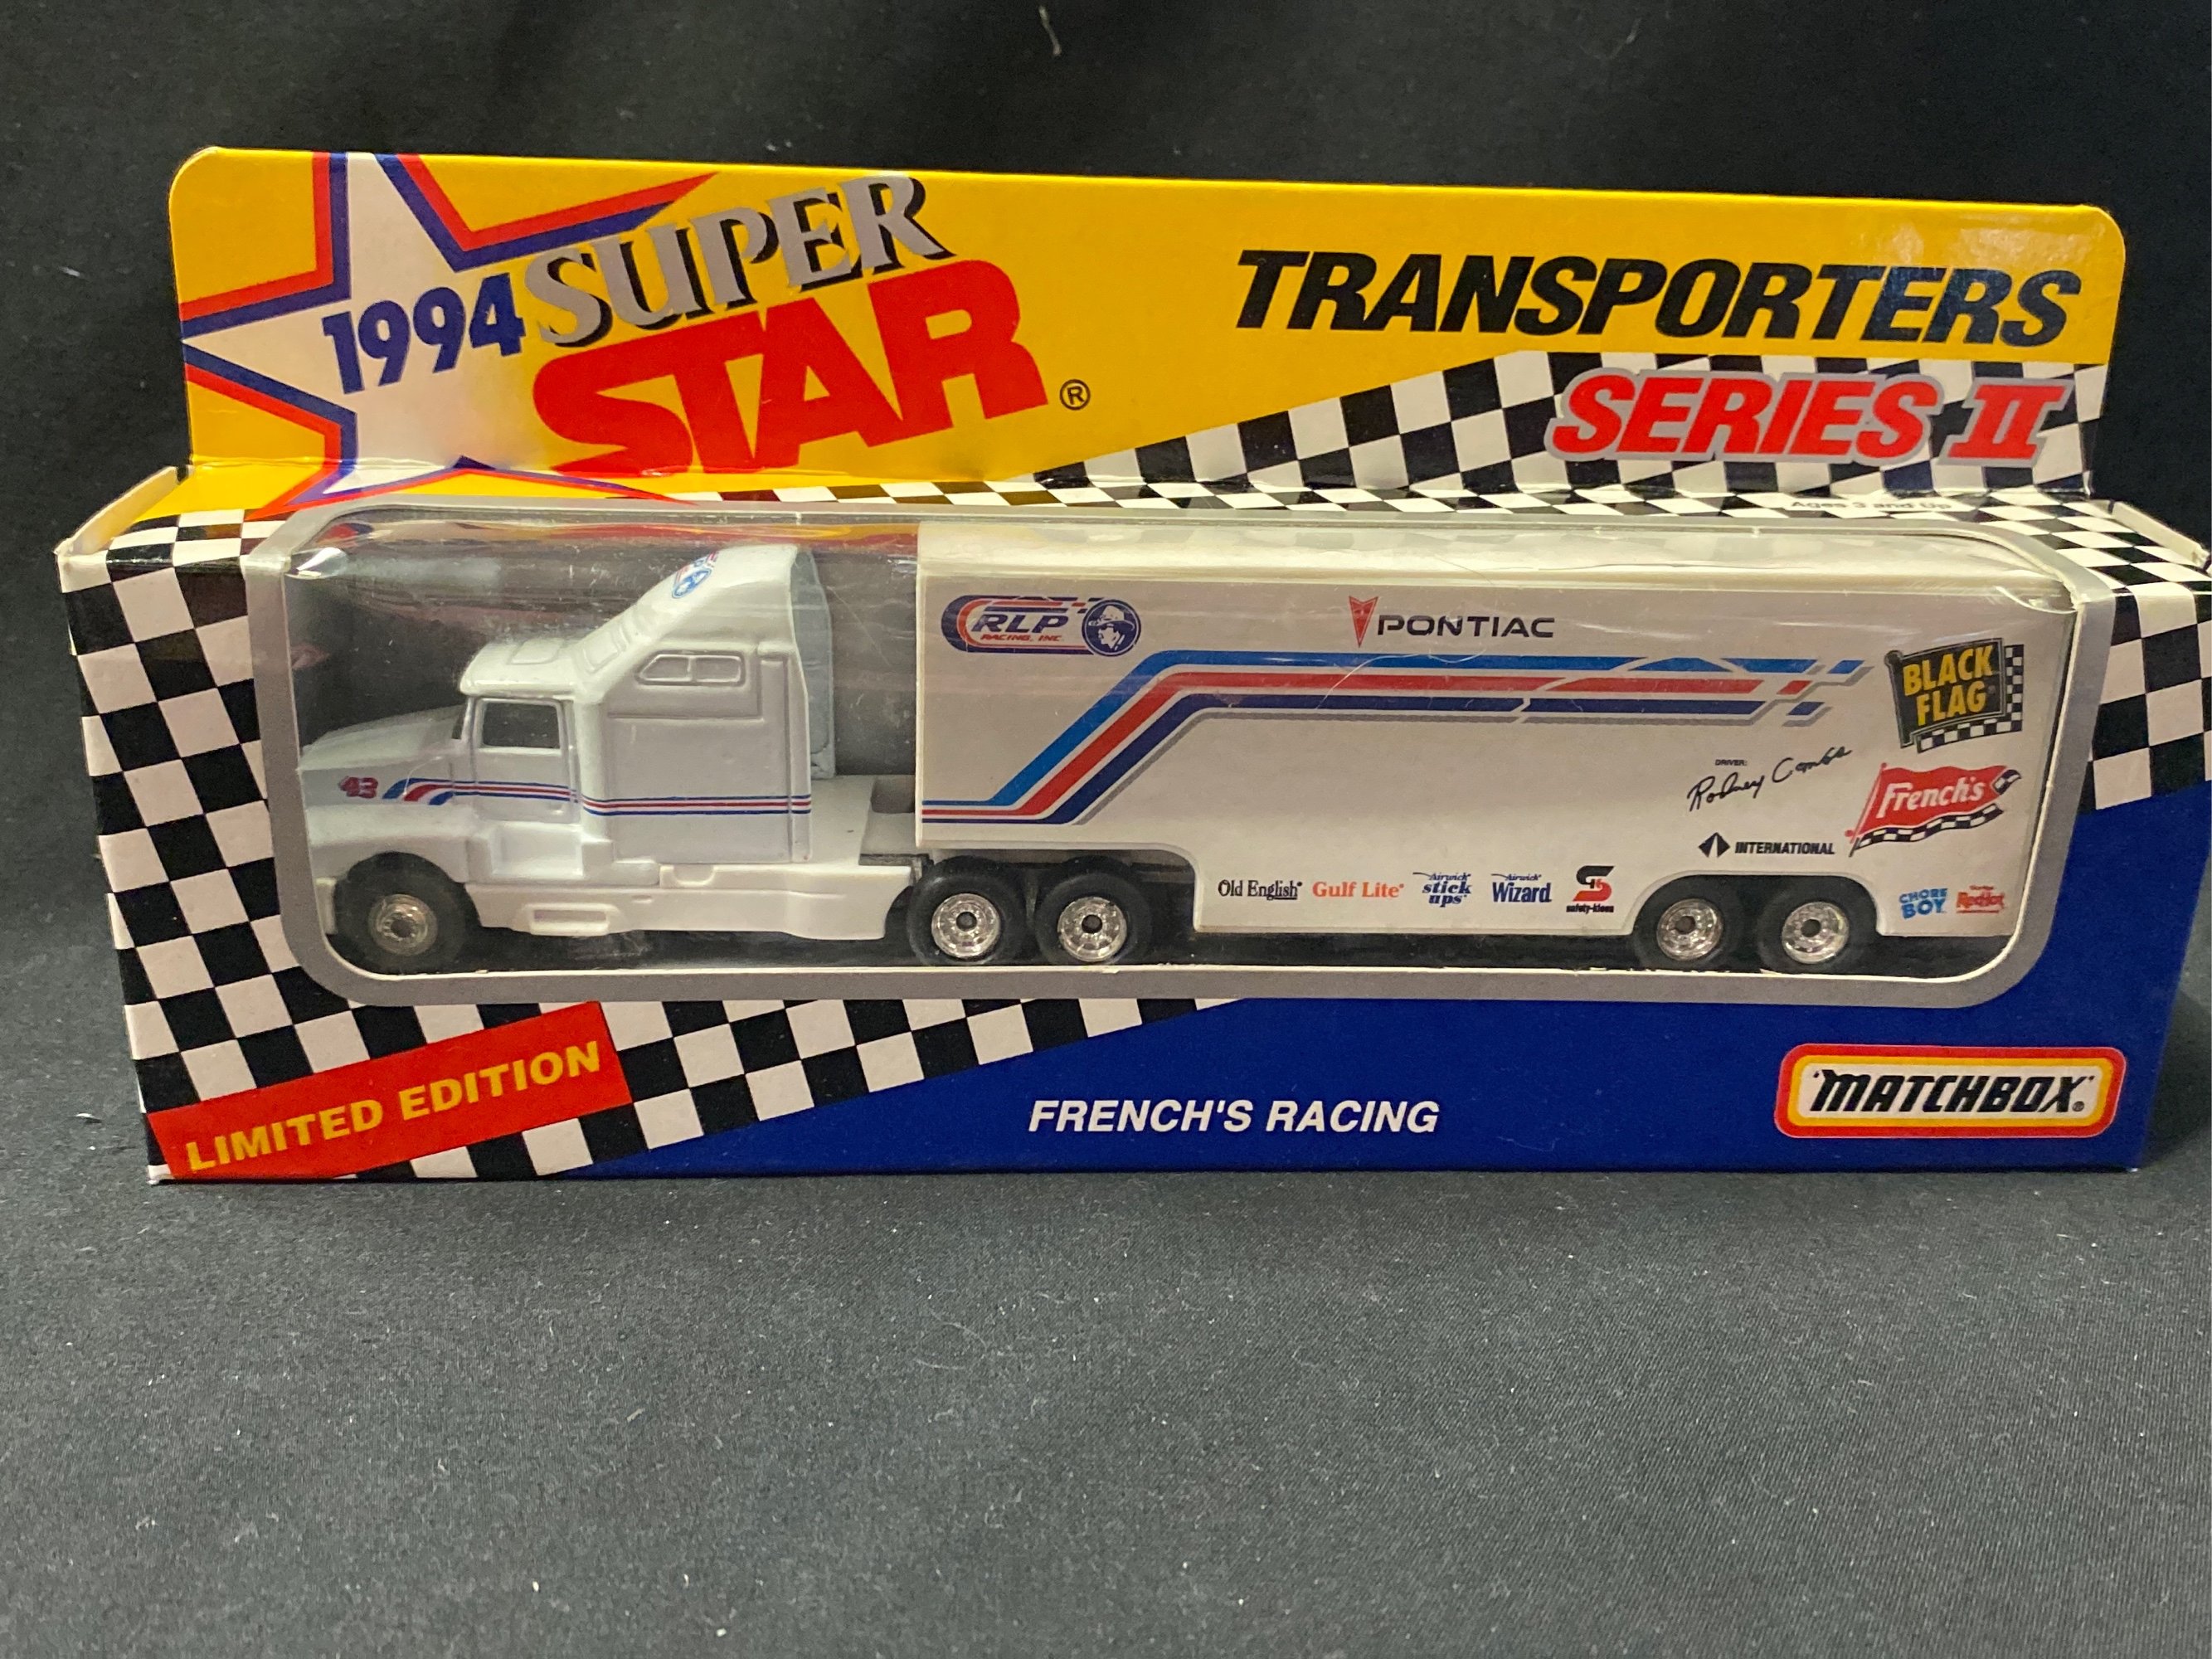 1994 SUPER
STAR®
TRANSPORTERS
SERIES II
Ages 3 and Up
RLP
RACING, INC
PONTIAC
BLACK
FLAG
DRIVER:
Rodney Combs
French's
INTERNATIONAL
43
Old English®
Gulf Lite®
Airwick®
stick
ups®
Airwick®
Wizard
safety-kleen
CHORE
BOY
RedHot
LIMITED EDITION
FRENCH'S RACING
"MATCHBOX"®